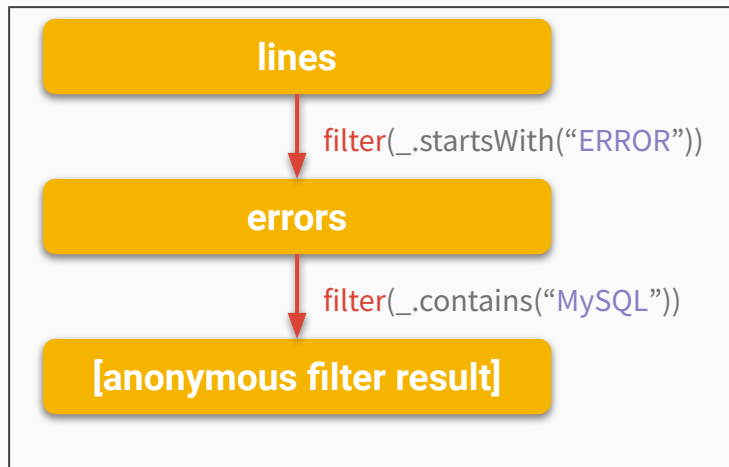 lines
filter(_.startsWith(“ERROR”))
errors
filter(_.contains(“MySQL”))
[anonymous filter result]